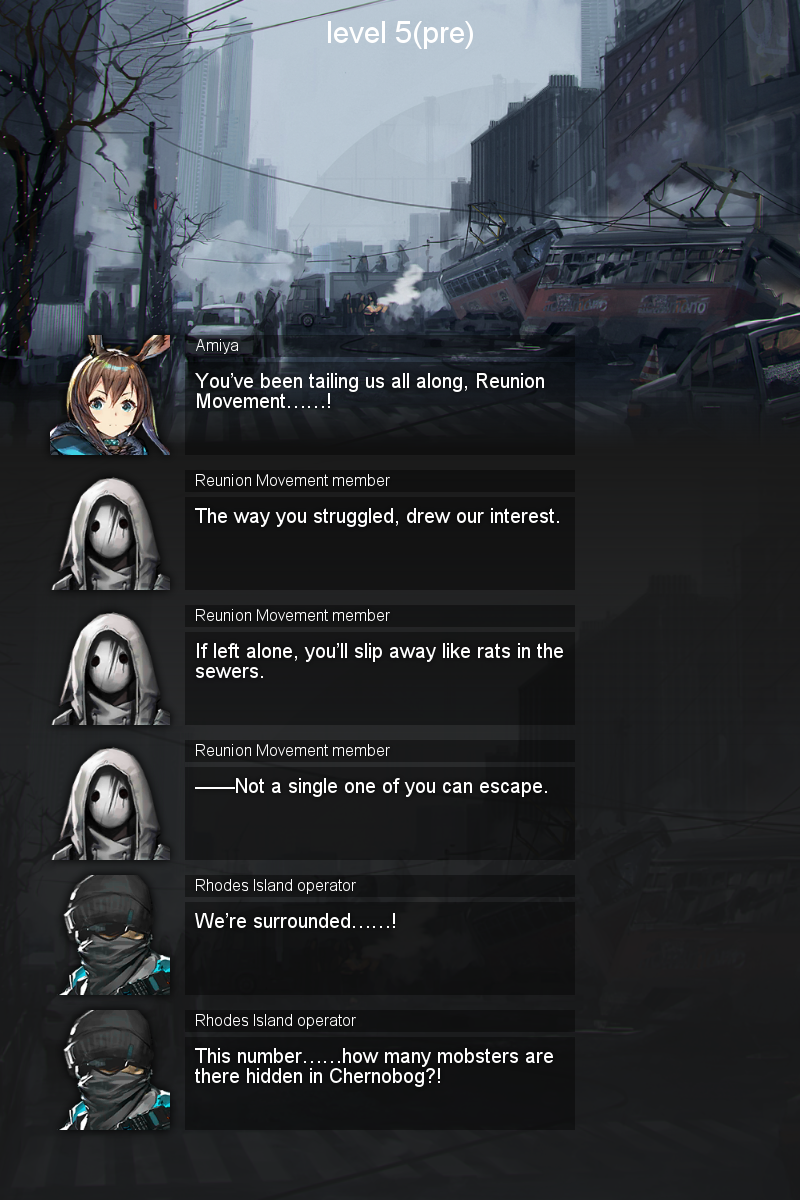 level 5(pre)
Amiya
You’ve been tailing us all along, Reunion
Movement……!
Reunion Movement member
The way you struggled, drew our interest.
Reunion Movement member
If left alone, you’ll slip away like rats in the
sewers.
Reunion Movement member
——Not a single one of you can escape.
Rhodes Island operator
We’re surrounded……!
Rhodes Island operator
This number……how many mobsters are
there hidden in Chernobog?!